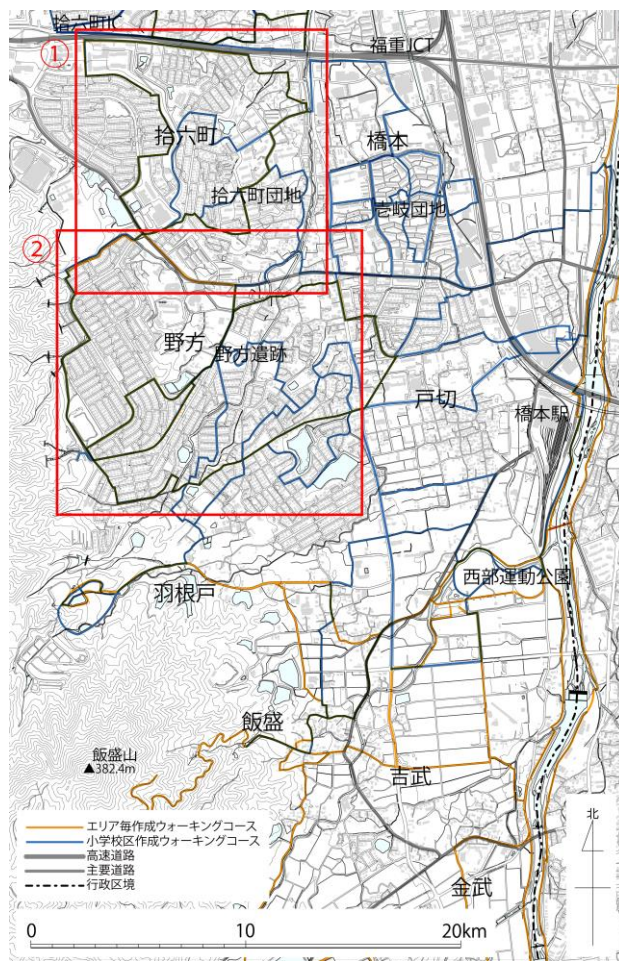 拾六町IC
①
福重JCT
拾六町
橋本
拾六町団地
壱岐団地
②
野方
野方遺跡
戸切
橋本駅
西部運動公園
羽根戸
飯盛
飯盛山
▲382.4m
吉武
エリア毎作成ウォーキングコース
小学校区作成ウォーキングコース
高速道路
主要道路
行政区境
北
金武
0 10 20km